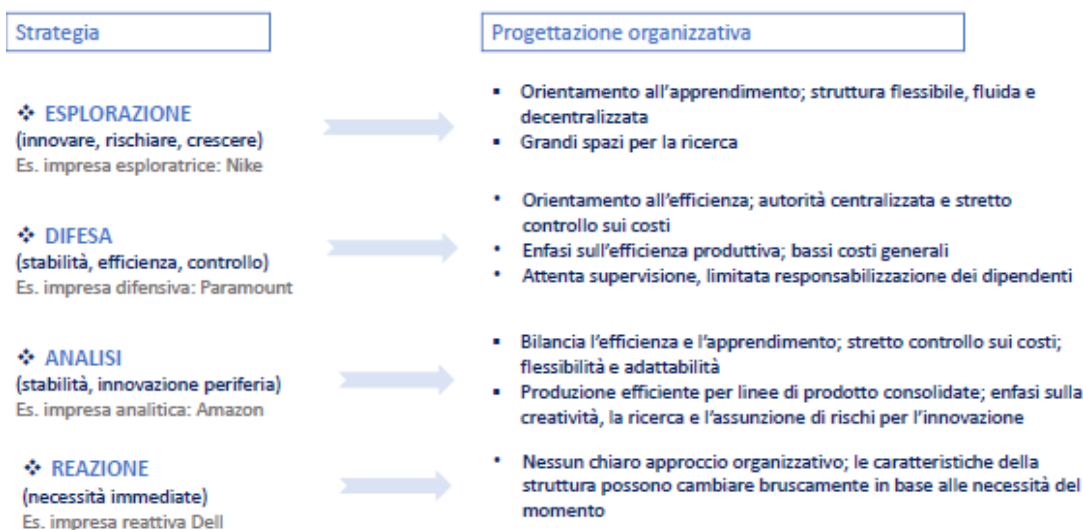 Strategia
Progettazione organizzativa
❖ ESPLORAZIONE
(innovare, rischiare, crescere)
Es. impresa esploratrice: Nike
▪ Orientamento all'apprendimento; struttura flessibile, fluida e
decentralizzata
▪ Grandi spazi per la ricerca
❖ DIFESA
(stabilità, efficienza, controllo)
Es. impresa difensiva: Paramount
• Orientamento all'efficienza; autorità centralizzata e stretto
controllo sui costi
• Enfasi sull'efficienza produttiva; bassi costi generali
• Attenta supervisione, limitata responsabilizzazione dei dipendenti
❖ ANALISI
(stabilità, innovazione periferia)
Es. impresa analitica: Amazon
▪ Bilancia l'efficienza e l'apprendimento; stretto controllo sui costi;
flessibilità e adattabilità
▪ Produzione efficiente per linee di prodotto consolidate; enfasi sulla
creatività, la ricerca e l'assunzione di rischi per l'innovazione
❖ REAZIONE
(necessità immediate)
Es. impresa reattiva Dell
• Nessun chiaro approccio organizzativo; le caratteristiche della
struttura possono cambiare bruscamente in base alle necessità del
momento